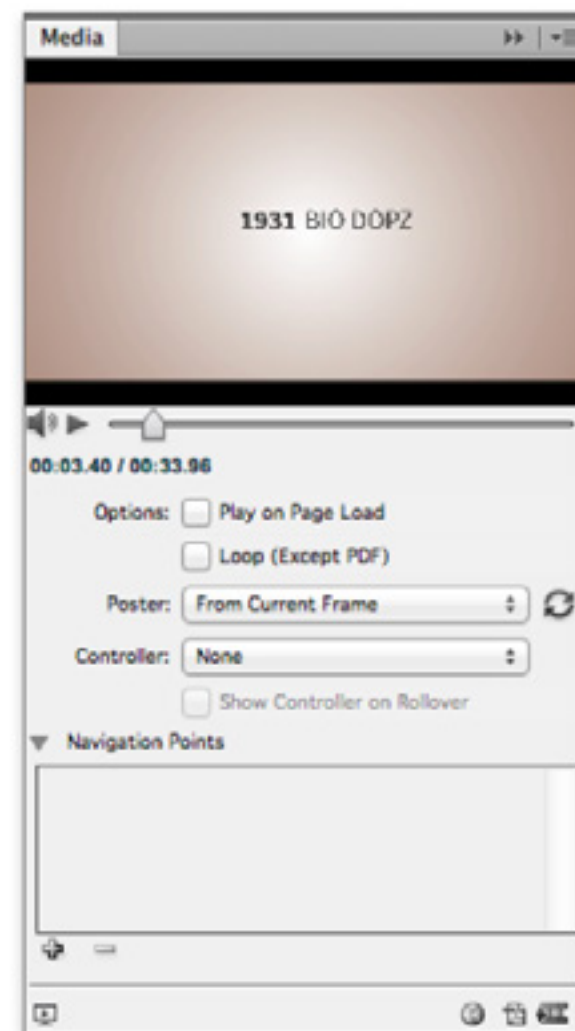 Media
1931 BIO DOPZ
00:03.40 / 00:33.96
Options: Play on Page Load
Loop (Except PDF)
Poster: From Current Frame
Controller: None
Show Controller on Rollover
Navigation Points